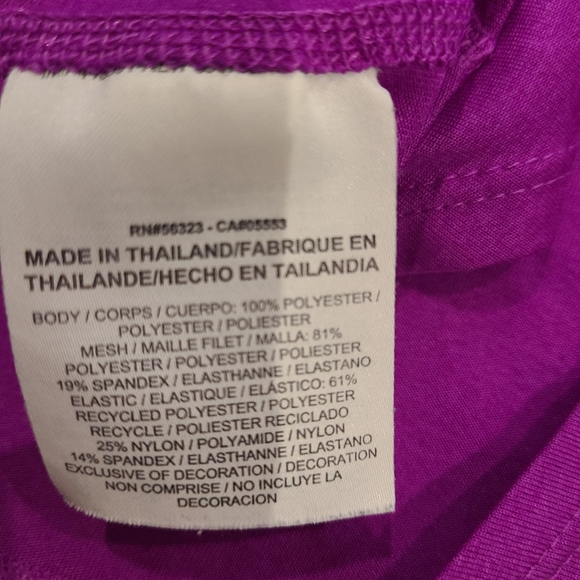 RN#56323 - CA#05553
MADE IN THAILAND/FABRIQUE EN
THAILANDE/HECHO EN TAILANDIA
BODY / CORPS / CUERPO: 100% POLYESTER /
POLYESTER / POLIESTER
MESH / MAILLE FILET / MALLA: 81%
POLYESTER / POLYESTER / POLIESTER
19% SPANDEX / ELASTHANNE / ELASTANO
ELASTIC / ELASTIQUE / ELÁSTICO: 61%
RECYCLED POLYESTER / POLYESTER
RECYCLE / POLIESTER RECICLADO
25% NYLON / POLYAMIDE / NYLON
14% SPANDEX / ELASTHANNE / ELASTANO
EXCLUSIVE OF DECORATION / DECORATION
NON COMPRISE / NO INCLUYE LA
DECORACION